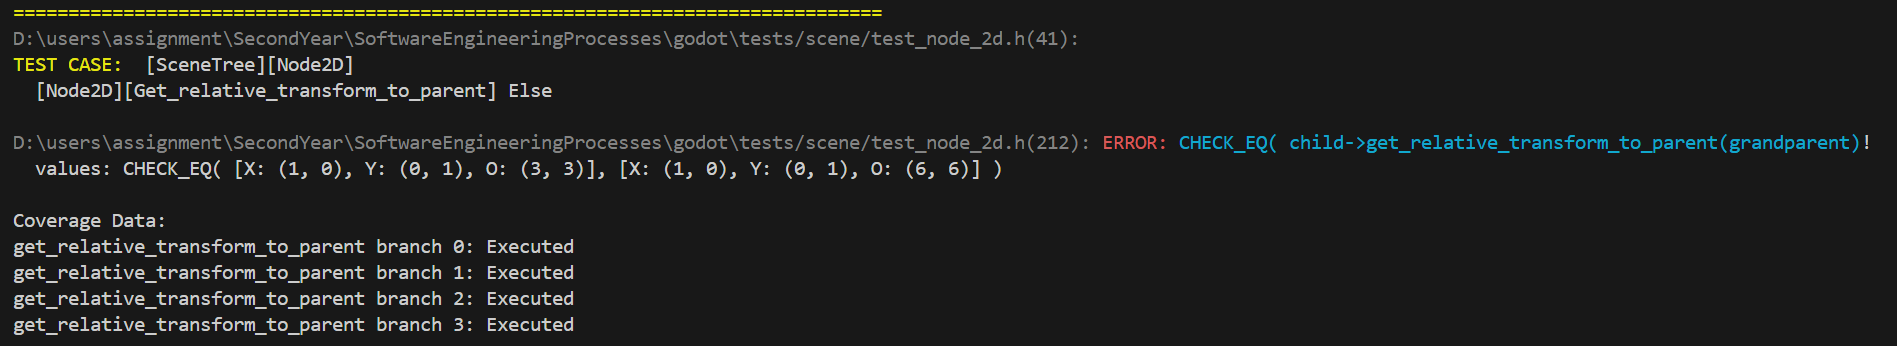 ===============================================================================
D:\users\assignment\SecondYear\SoftwareEngineeringProcesses\godot\tests/scene/test_node_2d.h(41):
TEST CASE:  [SceneTree][Node2D]
  [Node2D][Get_relative_transform_to_parent] Else

D:\users\assignment\SecondYear\SoftwareEngineeringProcesses\godot\tests/scene/test_node_2d.h(212): ERROR: CHECK_EQ( child->get_relative_transform_to_parent(grandparent)!
  values: CHECK_EQ( [X: (1, 0), Y: (0, 1), O: (3, 3)], [X: (1, 0), Y: (0, 1), O: (6, 6)] )

Coverage Data:
get_relative_transform_to_parent branch 0: Executed
get_relative_transform_to_parent branch 1: Executed
get_relative_transform_to_parent branch 2: Executed
get_relative_transform_to_parent branch 3: Executed